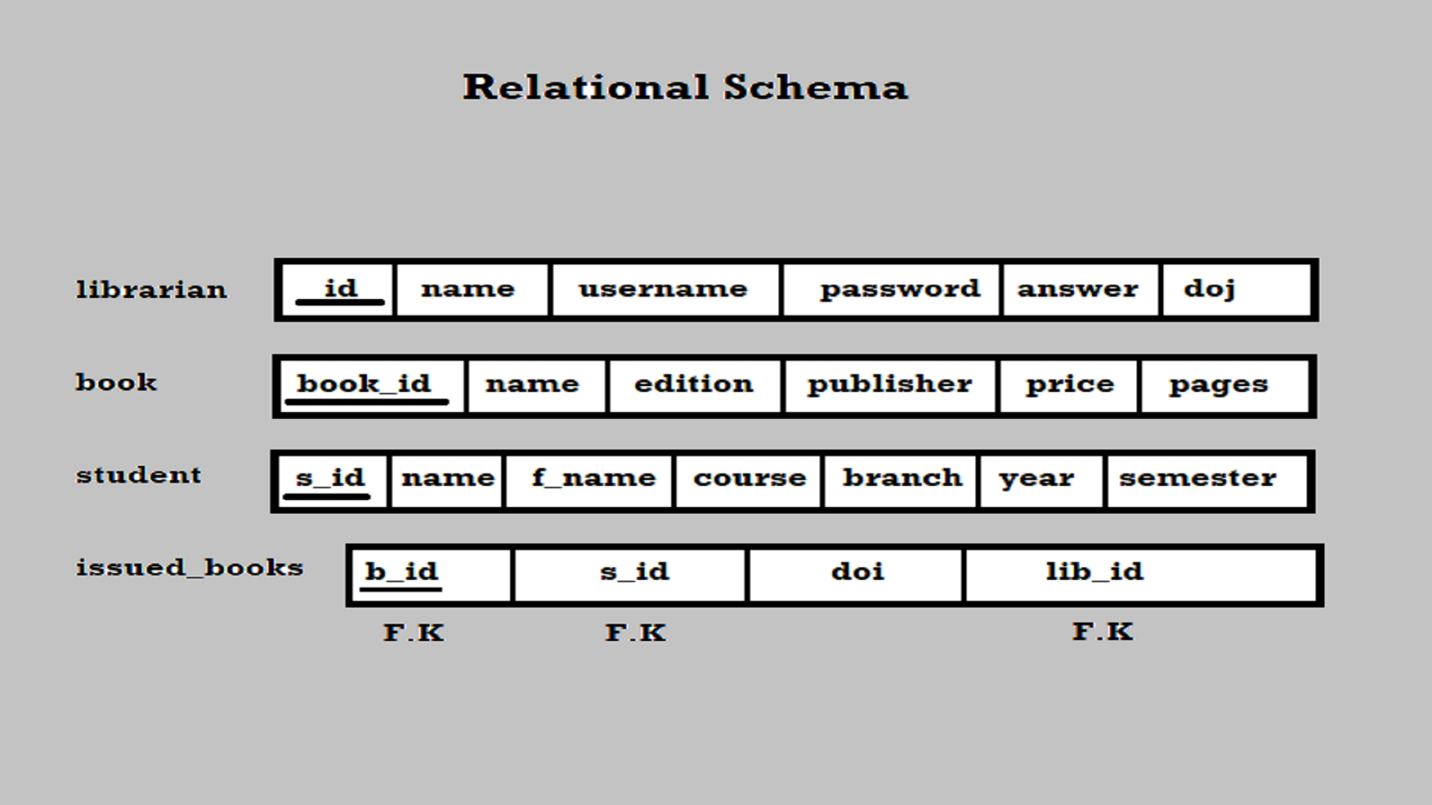 Relational Schema
librarian id name username password answer doj
book book_id name edition publisher price pages
student s_id name f_name course branch year semester
issued_books b_id s_id doi lib_id
F.K F.K F.K